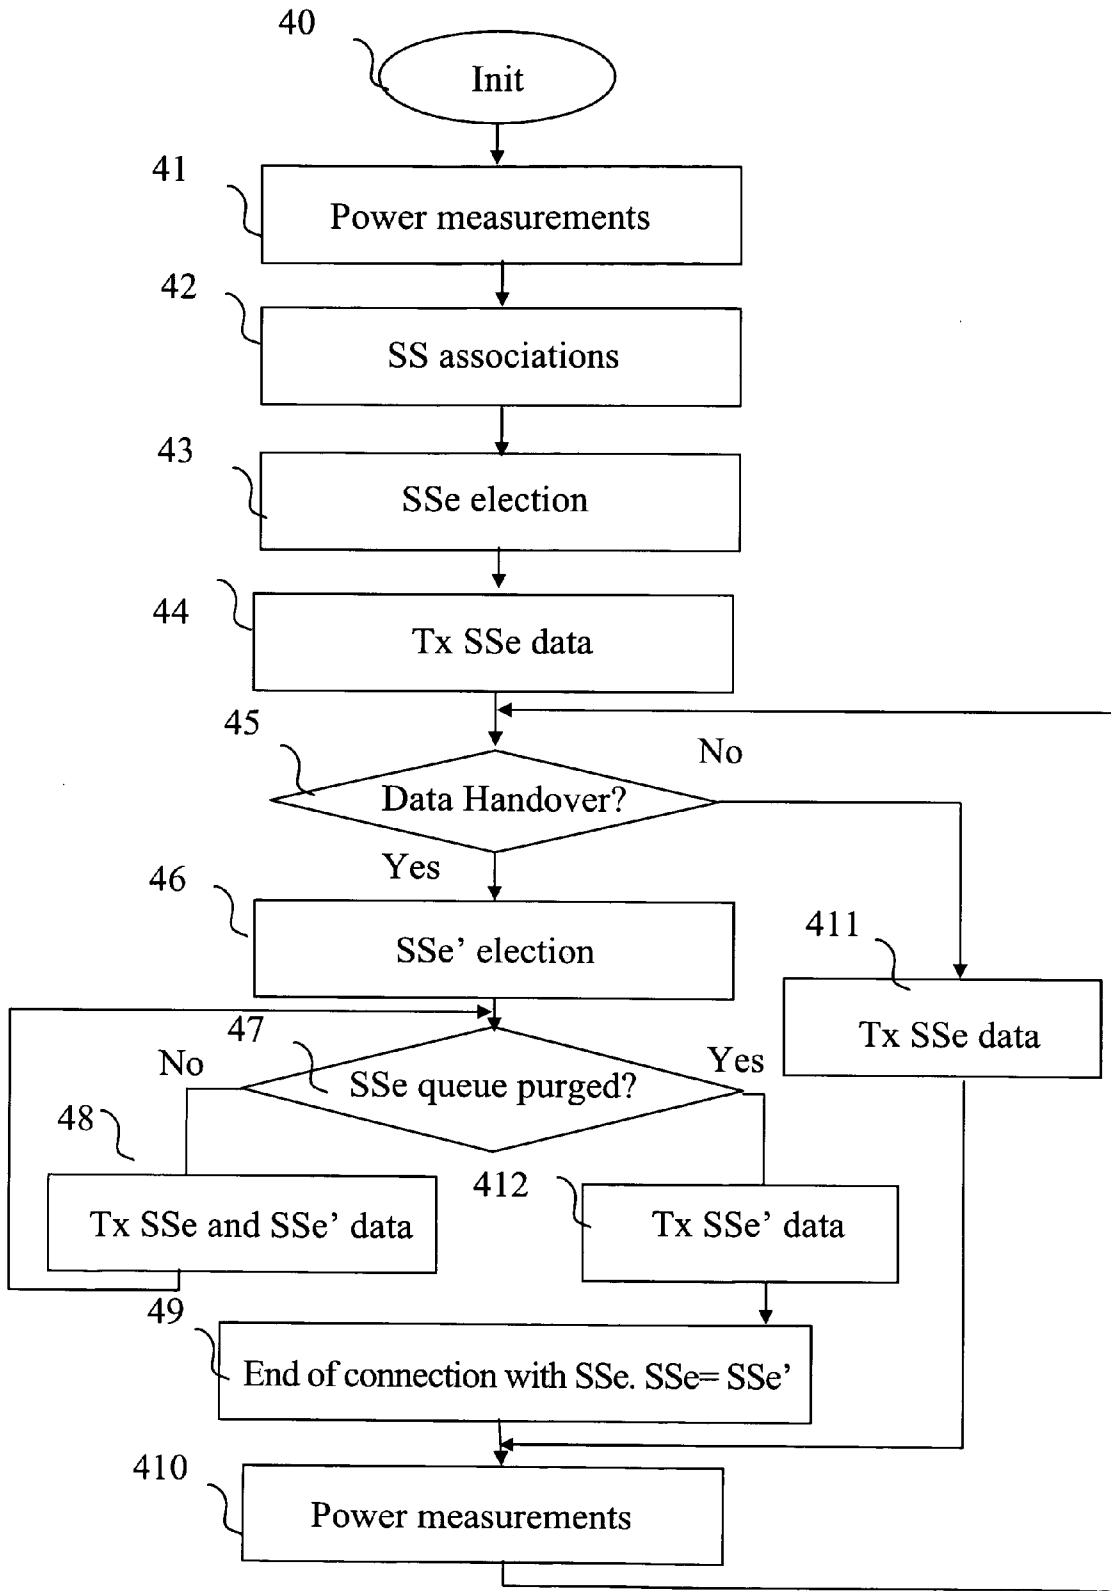 40
Init
41
Power measurements
42
SS associations
43
SSe election
44
Tx SSe data
45
No
Data Handover?
Yes
46
SSe’ election
411
Tx SSe data
47
No
Yes
SSe queue purged?
48
412
Tx SSe and SSe’ data
Tx SSe’ data
49
End of connection with SSe. SSe= SSe’
410
Power measurements